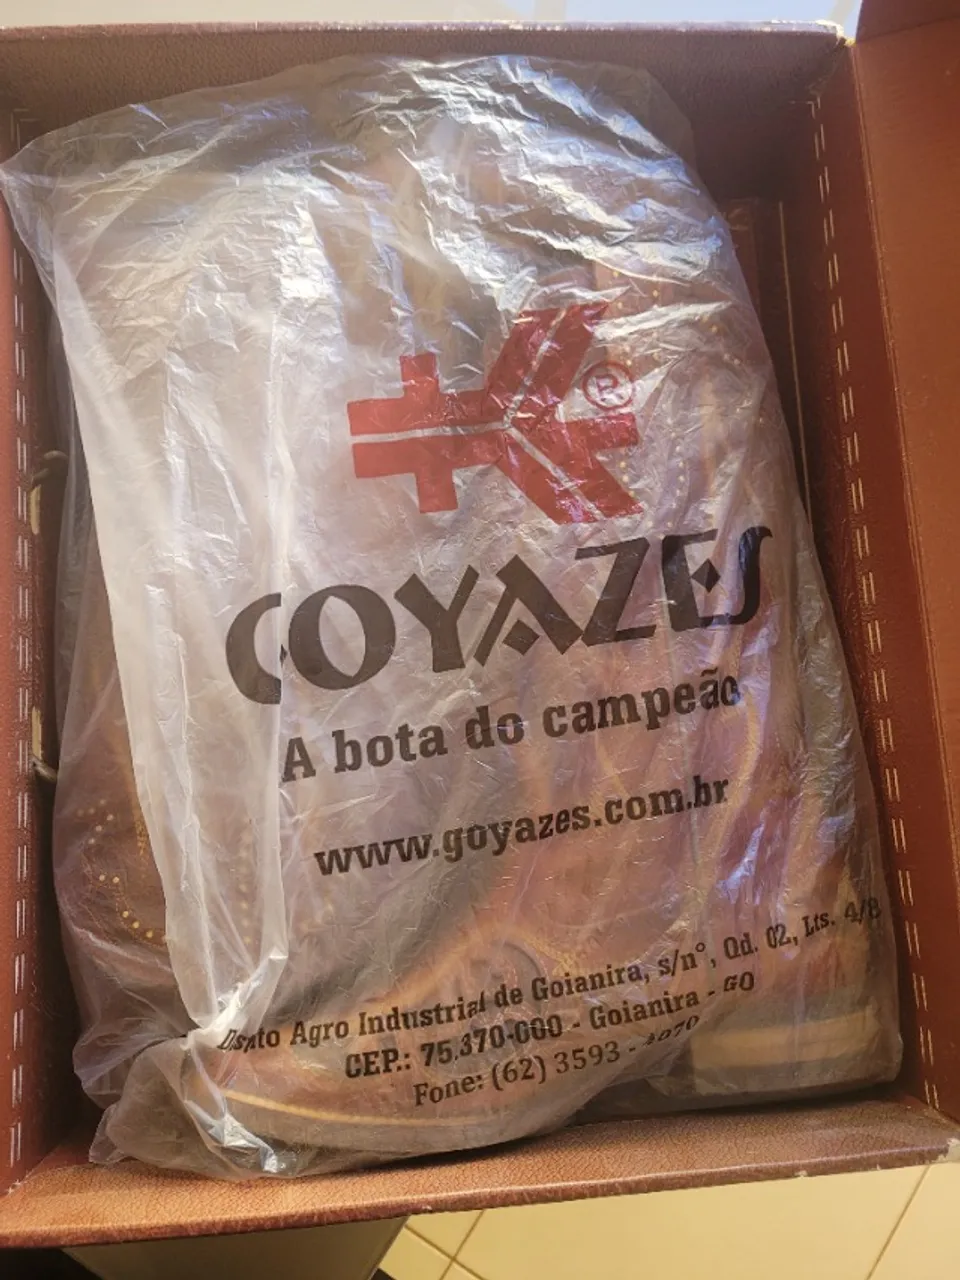 ®
GOYAZES
A bota do campeão
www.goyazes.com.br
Dstrito Agro Industrial de Goianira, s/n°, Qd. 02, Lts. 4/8
CEP.: 75.370-000 - Goianira - GO
Fone: (62) 3593 -